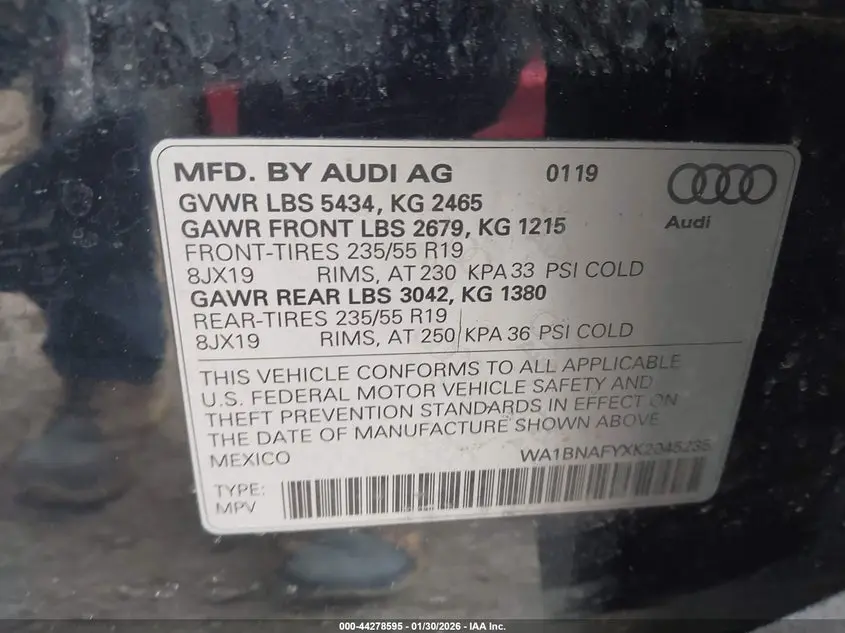 MFD. BY AUDI AG 0119
Audi
GVWR LBS 5434, KG 2465
GAWR FRONT LBS 2679, KG 1215
FRONT-TIRES 235/55 R19
8JX19 RIMS, AT 230 KPA 33 PSI COLD
GAWR REAR LBS 3042, KG 1380
REAR-TIRES 235/55 R19
8JX19 RIMS, AT 250 KPA 36 PSI COLD
THIS VEHICLE CONFORMS TO ALL APPLICABLE
U.S. FEDERAL MOTOR VEHICLE SAFETY AND
THEFT PREVENTION STANDARDS IN EFFECT ON
THE DATE OF MANUFACTURE SHOWN ABOVE
MEXICO WA1BNAFYXK2045235
TYPE:
MPV
000-44278595 - 01/30/2026 - IAA Inc.